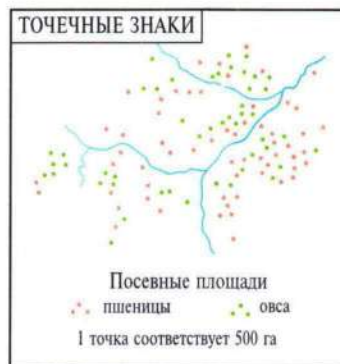 ТОЧЕЧНЫЕ ЗНАКИ
Посевные площади
пшеницы овса
1 точка соответствует 500 га